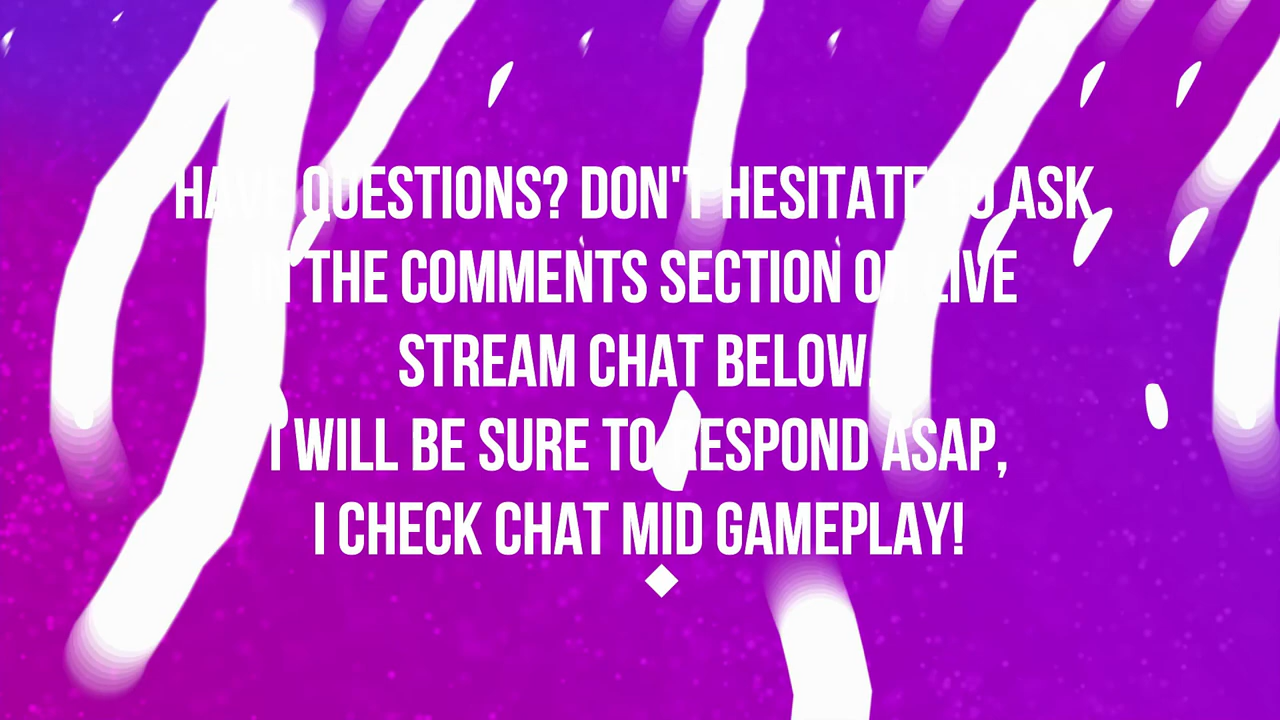 HAVE QUESTIONS? DON'T HESITATE TO ASK
IN THE COMMENTS SECTION OR LIVE
STREAM CHAT BELOW.
I WILL BE SURE TO RESPOND ASAP,
I CHECK CHAT MID GAMEPLAY!